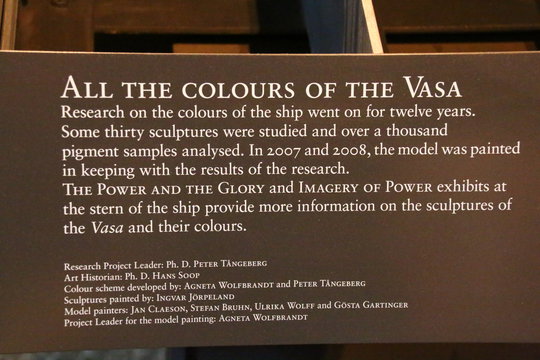 ALL THE COLOURS OF THE VASA
Research on the colours of the ship went on for twelve years.
Some thirty sculptures were studied and over a thousand
pigment samples analysed. In 2007 and 2008, the model was painted
in keeping with the results of the research.
THE POWER AND THE GLORY and IMAGERY OF POWER exhibits at
the stern of the ship provide more information on the sculptures of
the Vasa and their colours.
Research Project Leader: Ph. D. PETER TÅNGEBERG
Art Historian: Ph. D. HANS SOOP
Colour scheme developed by: AGNETA WOLFBRANDT and PETER TÅNGEBERG
Sculptures painted by: INGVAR JÖRPELAND
Model painters: JAN CLAESON, STEFAN BRUHN, ULRIKA WOLFF and GÖSTA GARTINGER
Project Leader for the model painting: AGNETA WOLFBRANDT